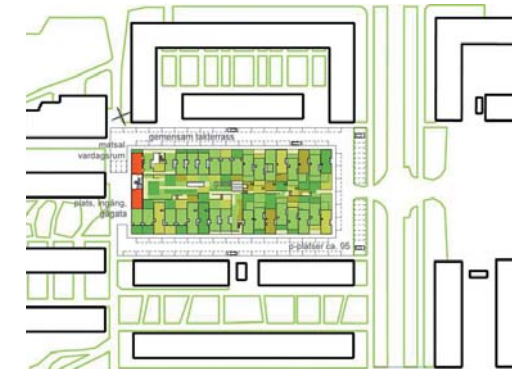 gemensam takterrass
matsal
vardagsrum
plats, ingång,
gågata
p-platser ca. 95